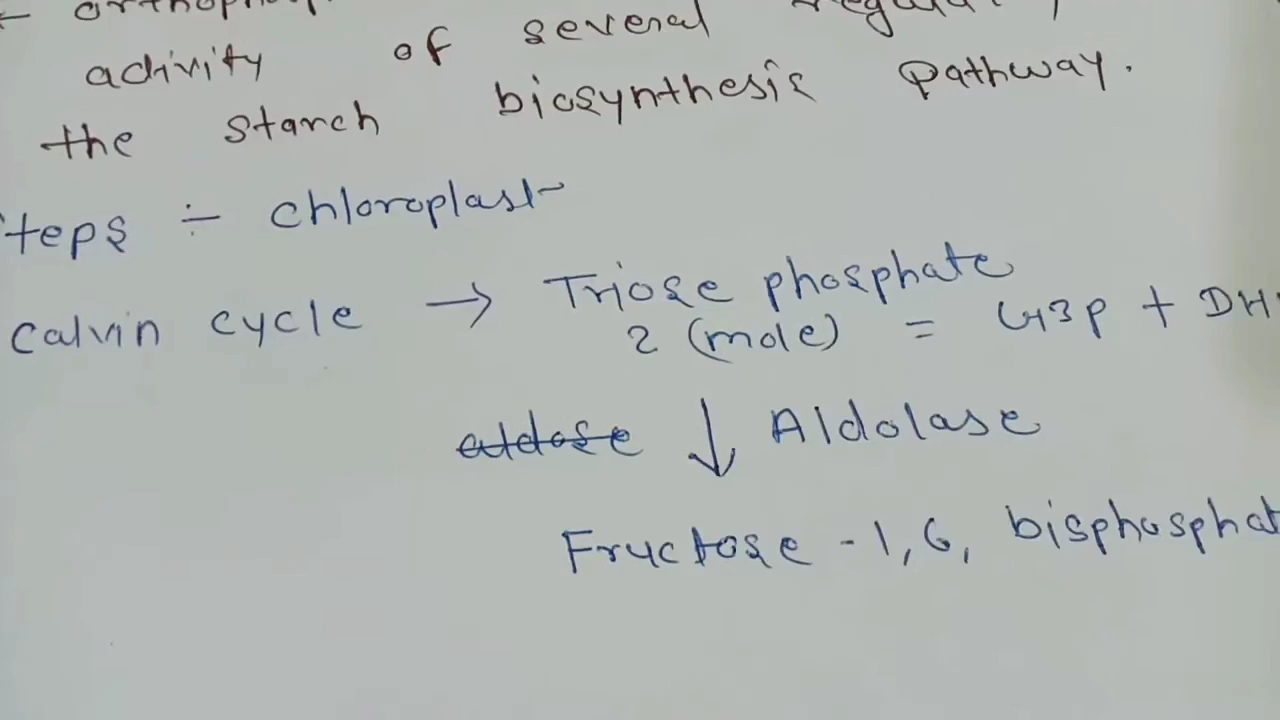 activity of several
the starch biosynthesis pathway.
teps ÷ chloroplast
calvin cycle → Triose phosphate
2 (mole) = G3P + DH
aldose ↓ Aldolase
Fructose - 1, 6, bisphosphat